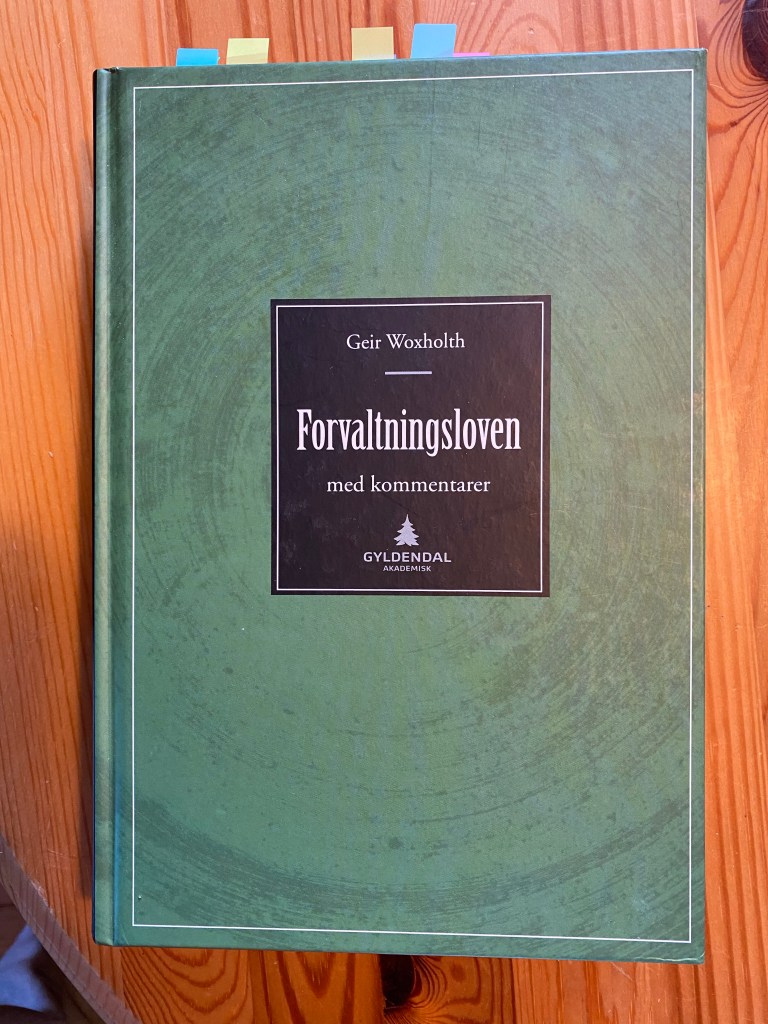 Geir Woxholth
Forvaltningsloven
med kommentarer
GYLDENDAL
AKADEMISK